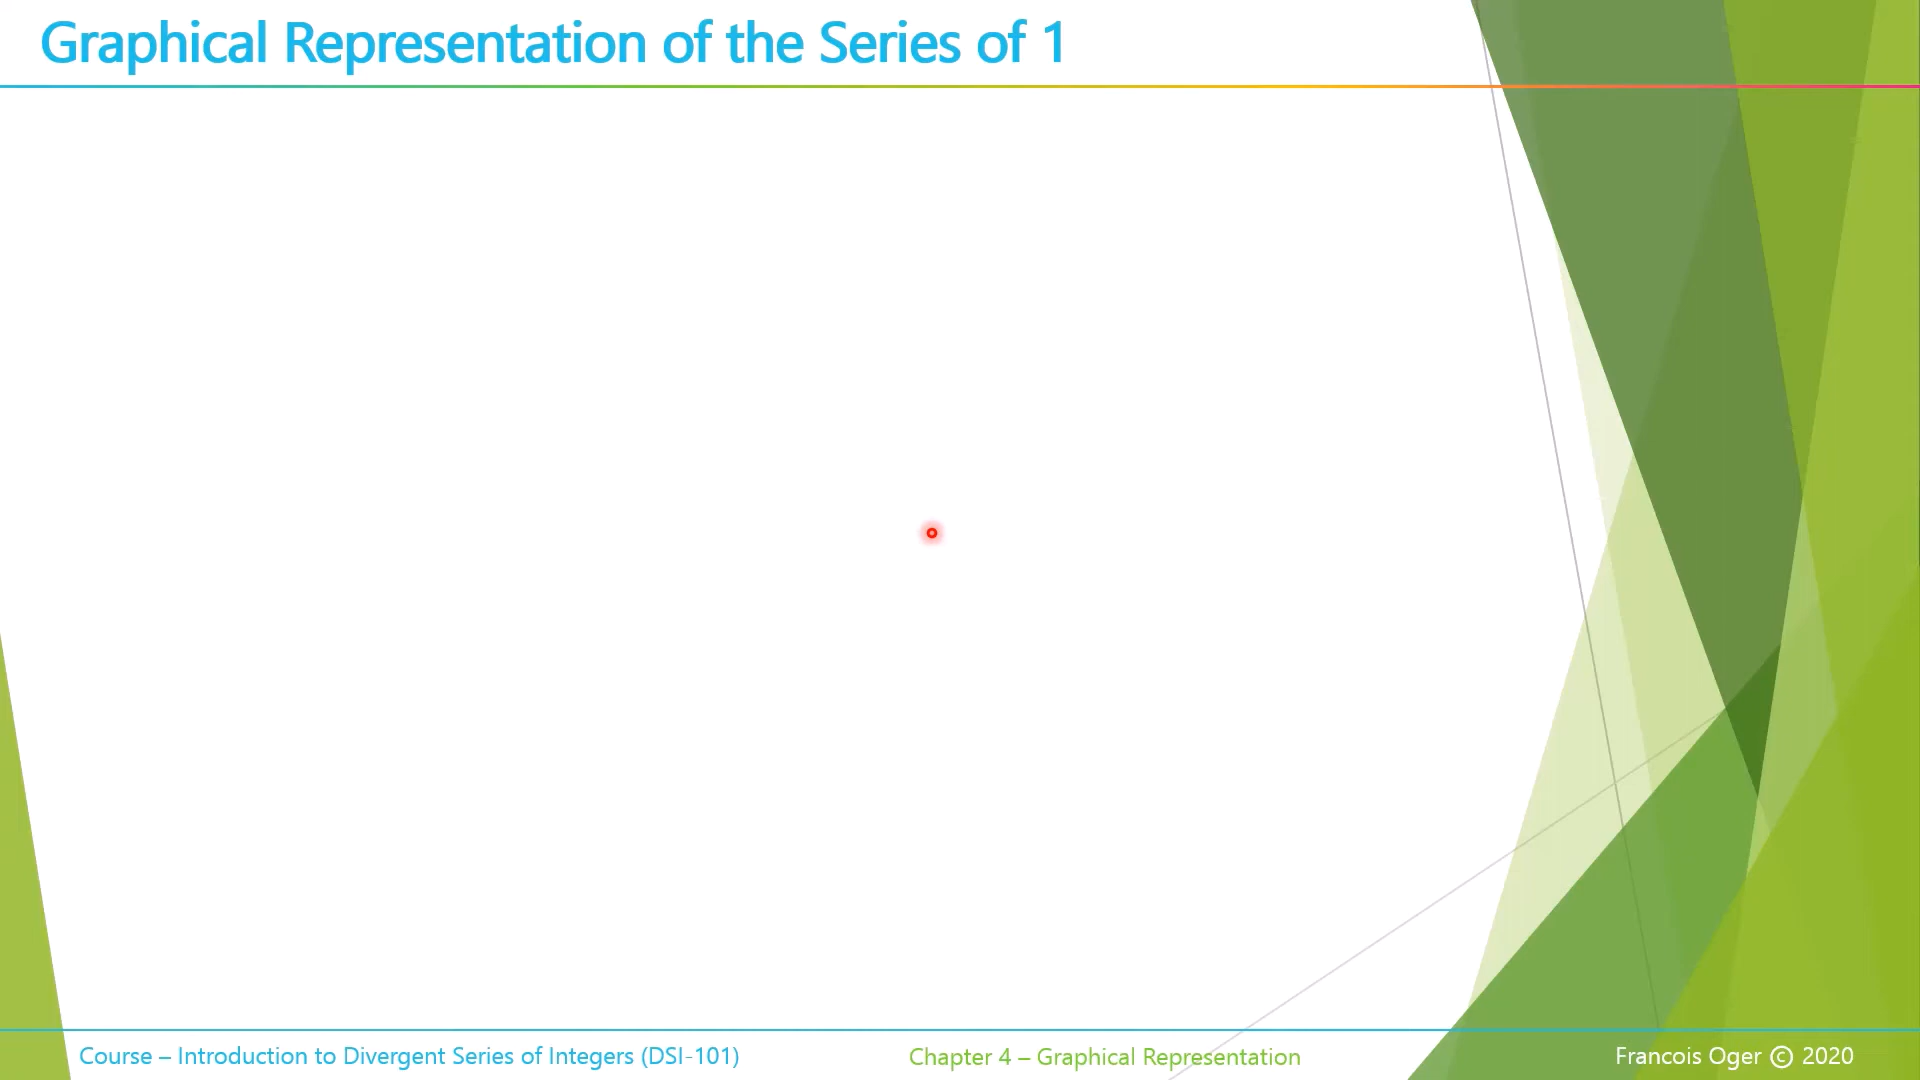 Graphical Representation of the Series of 1
Course – Introduction to Divergent Series of Integers (DSI-101)
Chapter 4 – Graphical Representation
Francois Oger © 2020